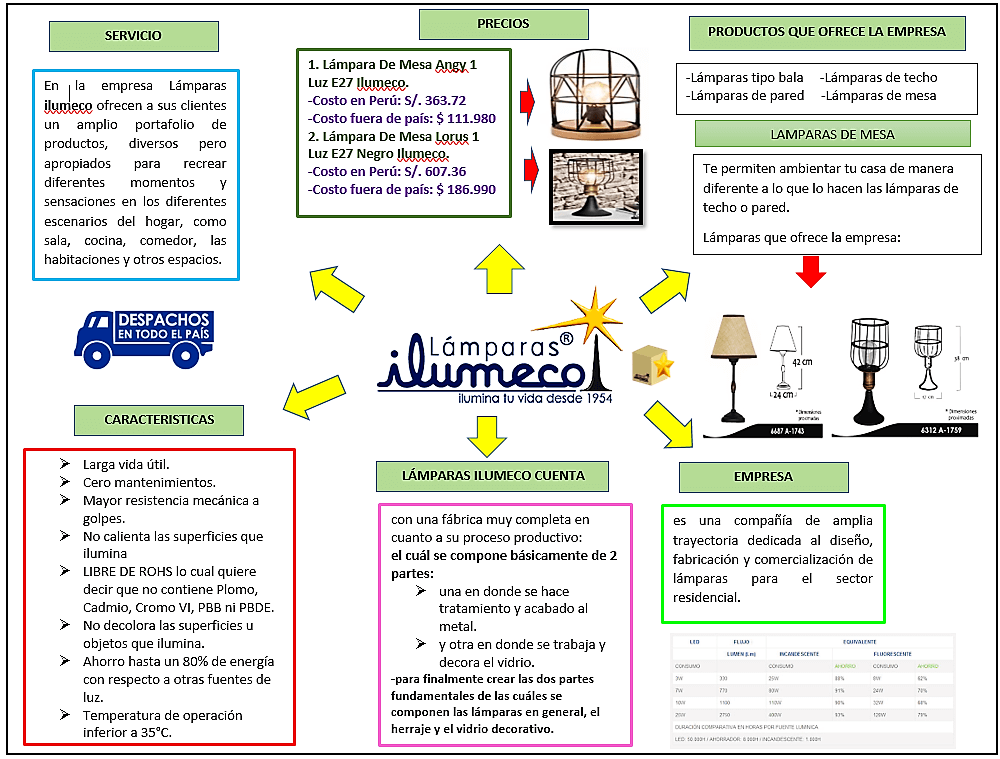 SERVICIO
En la empresa Lámparas
ilumeco ofrecen a sus clientes
un amplio portafolio de
productos, diversos pero
apropiados para recrear
diferentes momentos y
sensaciones en los diferentes
escenarios del hogar, como
sala, cocina, comedor, las
habitaciones y otros espacios.
PRECIOS
1. Lámpara De Mesa Angy 1
Luz E27 Ilumeco.
-Costo en Perú: S/. 363.72
-Costo fuera de país: $ 111.980
2. Lámpara De Mesa Lorus 1
Luz E27 Negro Ilumeco.
-Costo en Perú: S/. 607.36
-Costo fuera de país: $ 186.990
PRODUCTOS QUE OFRECE LA EMPRESA
-Lámparas tipo bala -Lámparas de techo
-Lámparas de pared -Lámparas de mesa
LAMPARAS DE MESA
Te permiten ambientar tu casa de manera
diferente a lo que lo hacen las lámparas de
techo o pared.
Lámparas que ofrece la empresa:
42 cm
24 cm
* Dimensiones
proximadas
6687 A-1743
38 cm
* Dimensiones
proximadas
6312 A-1759
DESPACHOS
EN TODO EL PAÍS
Lámparas®
ilumeco
ilumina tu vida desde 1954
CARACTERISTICAS
Larga vida útil.
Cero mantenimientos.
Mayor resistencia mecánica a
golpes.
No calienta las superficies que
ilumina
LIBRE DE ROHS lo cual quiere
decir que no contiene Plomo,
Cadmio, Cromo VI, PBB ni PBDE.
No decolora las superficies u
objetos que ilumina.
Ahorro hasta un 80% de energía
con respecto a otras fuentes de
luz.
Temperatura de operación
inferior a 35°C.
LÁMPARAS ILUMECO CUENTA
con una fábrica muy completa en
cuanto a su proceso productivo:
el cuál se compone básicamente de 2
partes:
una en donde se hace
tratamiento y acabado al
metal.
y otra en donde se trabaja y
decora el vidrio.
-para finalmente crear las dos partes
fundamentales de las cuáles se
componen las lámparas en general, el
herraje y el vidrio decorativo.
EMPRESA
es una compañía de amplia
trayectoria dedicada al diseño,
fabricación y comercialización de
lámparas para el sector
residencial.
LED FLUJO EQUIVALENTE
LUMEN (Lm) INCANDESCENTE FLUORESCENTE
CONSUMO CONSUMO AHORRO CONSUMO AHORRO
3W 330 25W 88% 8W 62%
7W 770 80W 91% 24W 70%
10W 1100 110W 90% 32W 68%
25W 2750 400W 120W
DURACIÓN COMPARATIVA EN HORAS POR FUENTE LUMINICA
LED: 50.000H / AHORRADOR: 8.000H / INCANDESCENTE: 1.000H